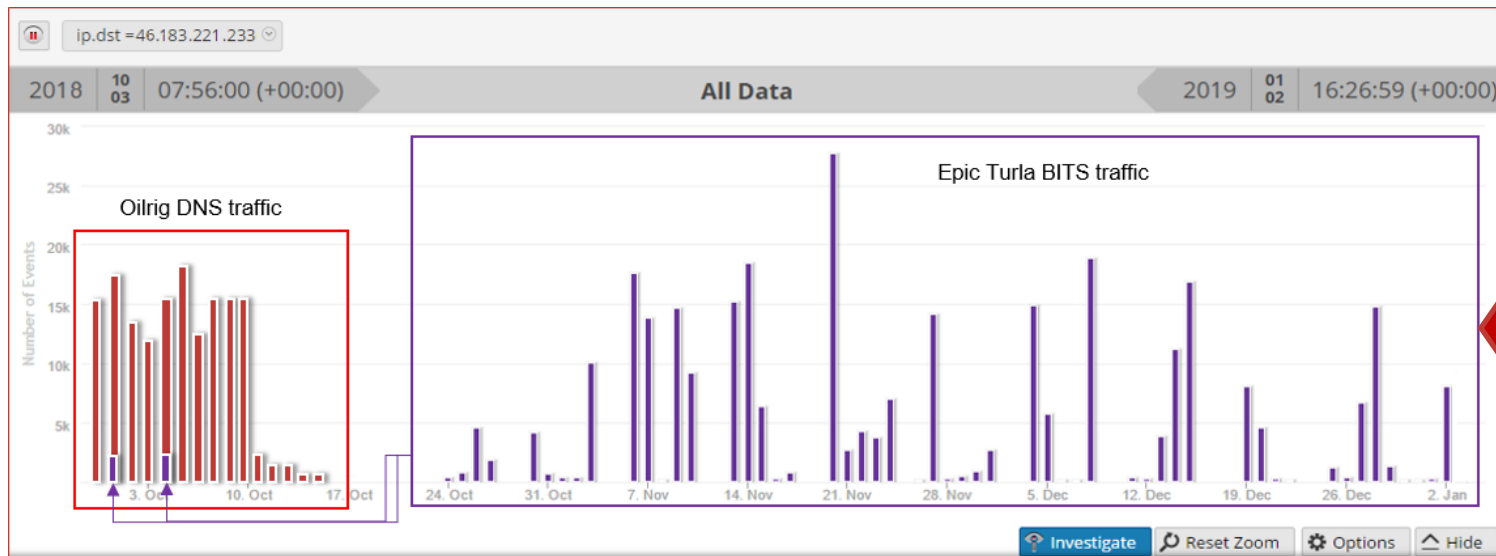 ip.dst =46.183.221.233
2018 10 03 07:56:00 (+00:00) All Data 2019 01 02 16:26:59 (+00:00)
30k
Epic Turla BITS traffic
25k
Oilrig DNS traffic
20k
15k
10k
5k
Number of Events
3. Oct 10. Oct 17. Oct 24. Oct 31. Oct 7. Nov 14. Nov 21. Nov 28. Nov 5. Dec 12. Dec 19. Dec 26. Dec 2. Jan
Investigate Reset Zoom Options Hide